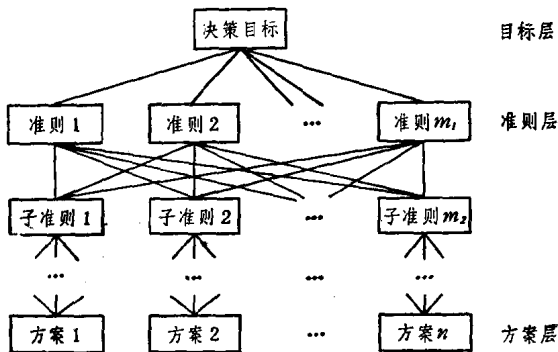 决策目标 目标层
准则1 准则2 … 准则m₁ 准则层
子准则1 子准则2 … 子准则m₂
… … … …
方案1 方案2 … 方案n 方案层